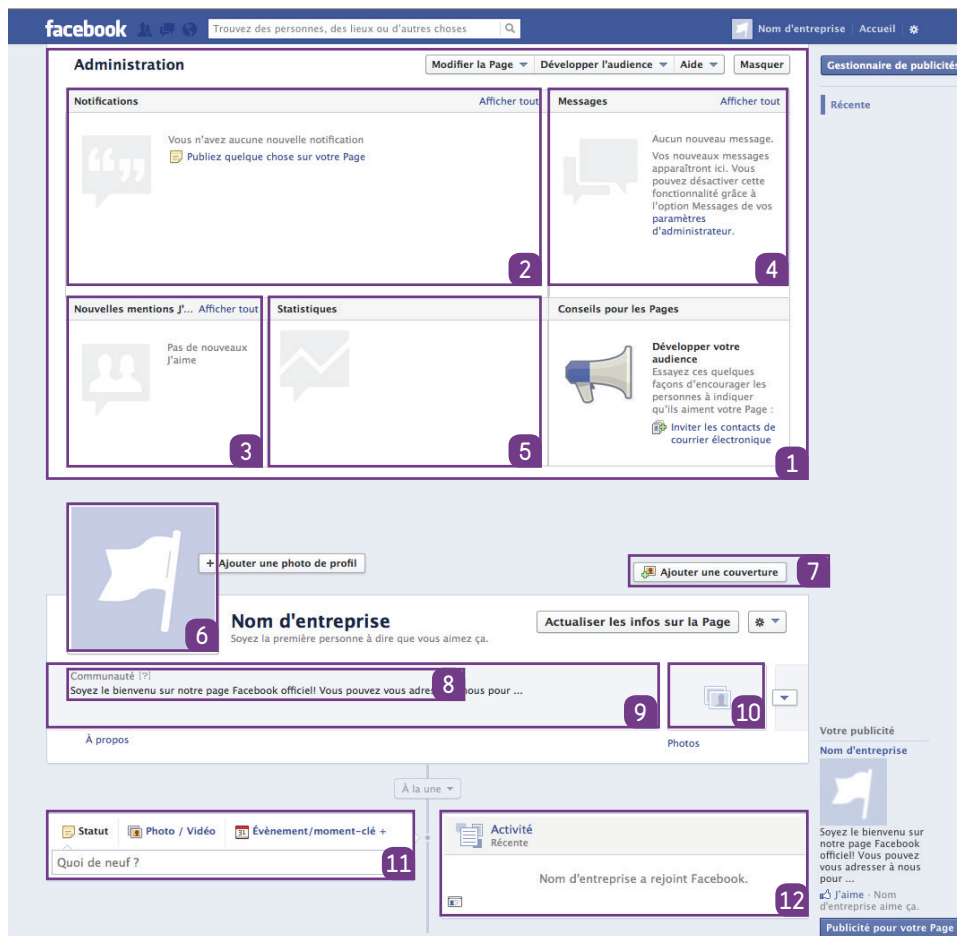 facebook
Trouvez des personnes, des lieux ou d'autres choses
Nom d'entreprise Accueil
Administration
Modifier la Page Développer l'audience Aide Masquer
Gestionnaire de publicités
Récente
Notifications Afficher tout
Vous n'avez aucune nouvelle notification
Publiez quelque chose sur votre Page
2
Messages Afficher tout
Aucun nouveau message.
Vos nouveaux messages
apparaîtront ici. Vous
pouvez désactiver cette
fonctionnalité grâce à
l'option Messages de vos
paramètres
d'administrateur.
4
Nouvelles mentions J'... Afficher tout
Pas de nouveaux
J'aime
3
Statistiques
5
Conseils pour les Pages
Développer votre
audience
Essayez ces quelques
façons d'encourager les
personnes à indiquer
qu'ils aiment votre Page :
Inviter les contacts de
courrier électronique
1
+ Ajouter une photo de profil
Ajouter une couverture
7
6
Nom d'entreprise
Soyez la première personne à dire que vous aimez ça.
Actualiser les infos sur la Page
Communauté [?]
Soyez le bienvenu sur notre page Facebook officiel! Vous pouvez vous nous pour ...
8
9
10
À propos
Photos
À la une
Statut Photo / Vidéo 31 Évènement/moment-clé +
Quoi de neuf ?
11
Activité
Récente
Nom d'entreprise a rejoint Facebook.
12
Votre publicité
Nom d'entreprise
Soyez le bienvenu sur
notre page Facebook
officiel! Vous pouvez
vous adresser à nous
pour ...
J'aime · Nom
d'entreprise aime ça.
Publicité pour votre Page